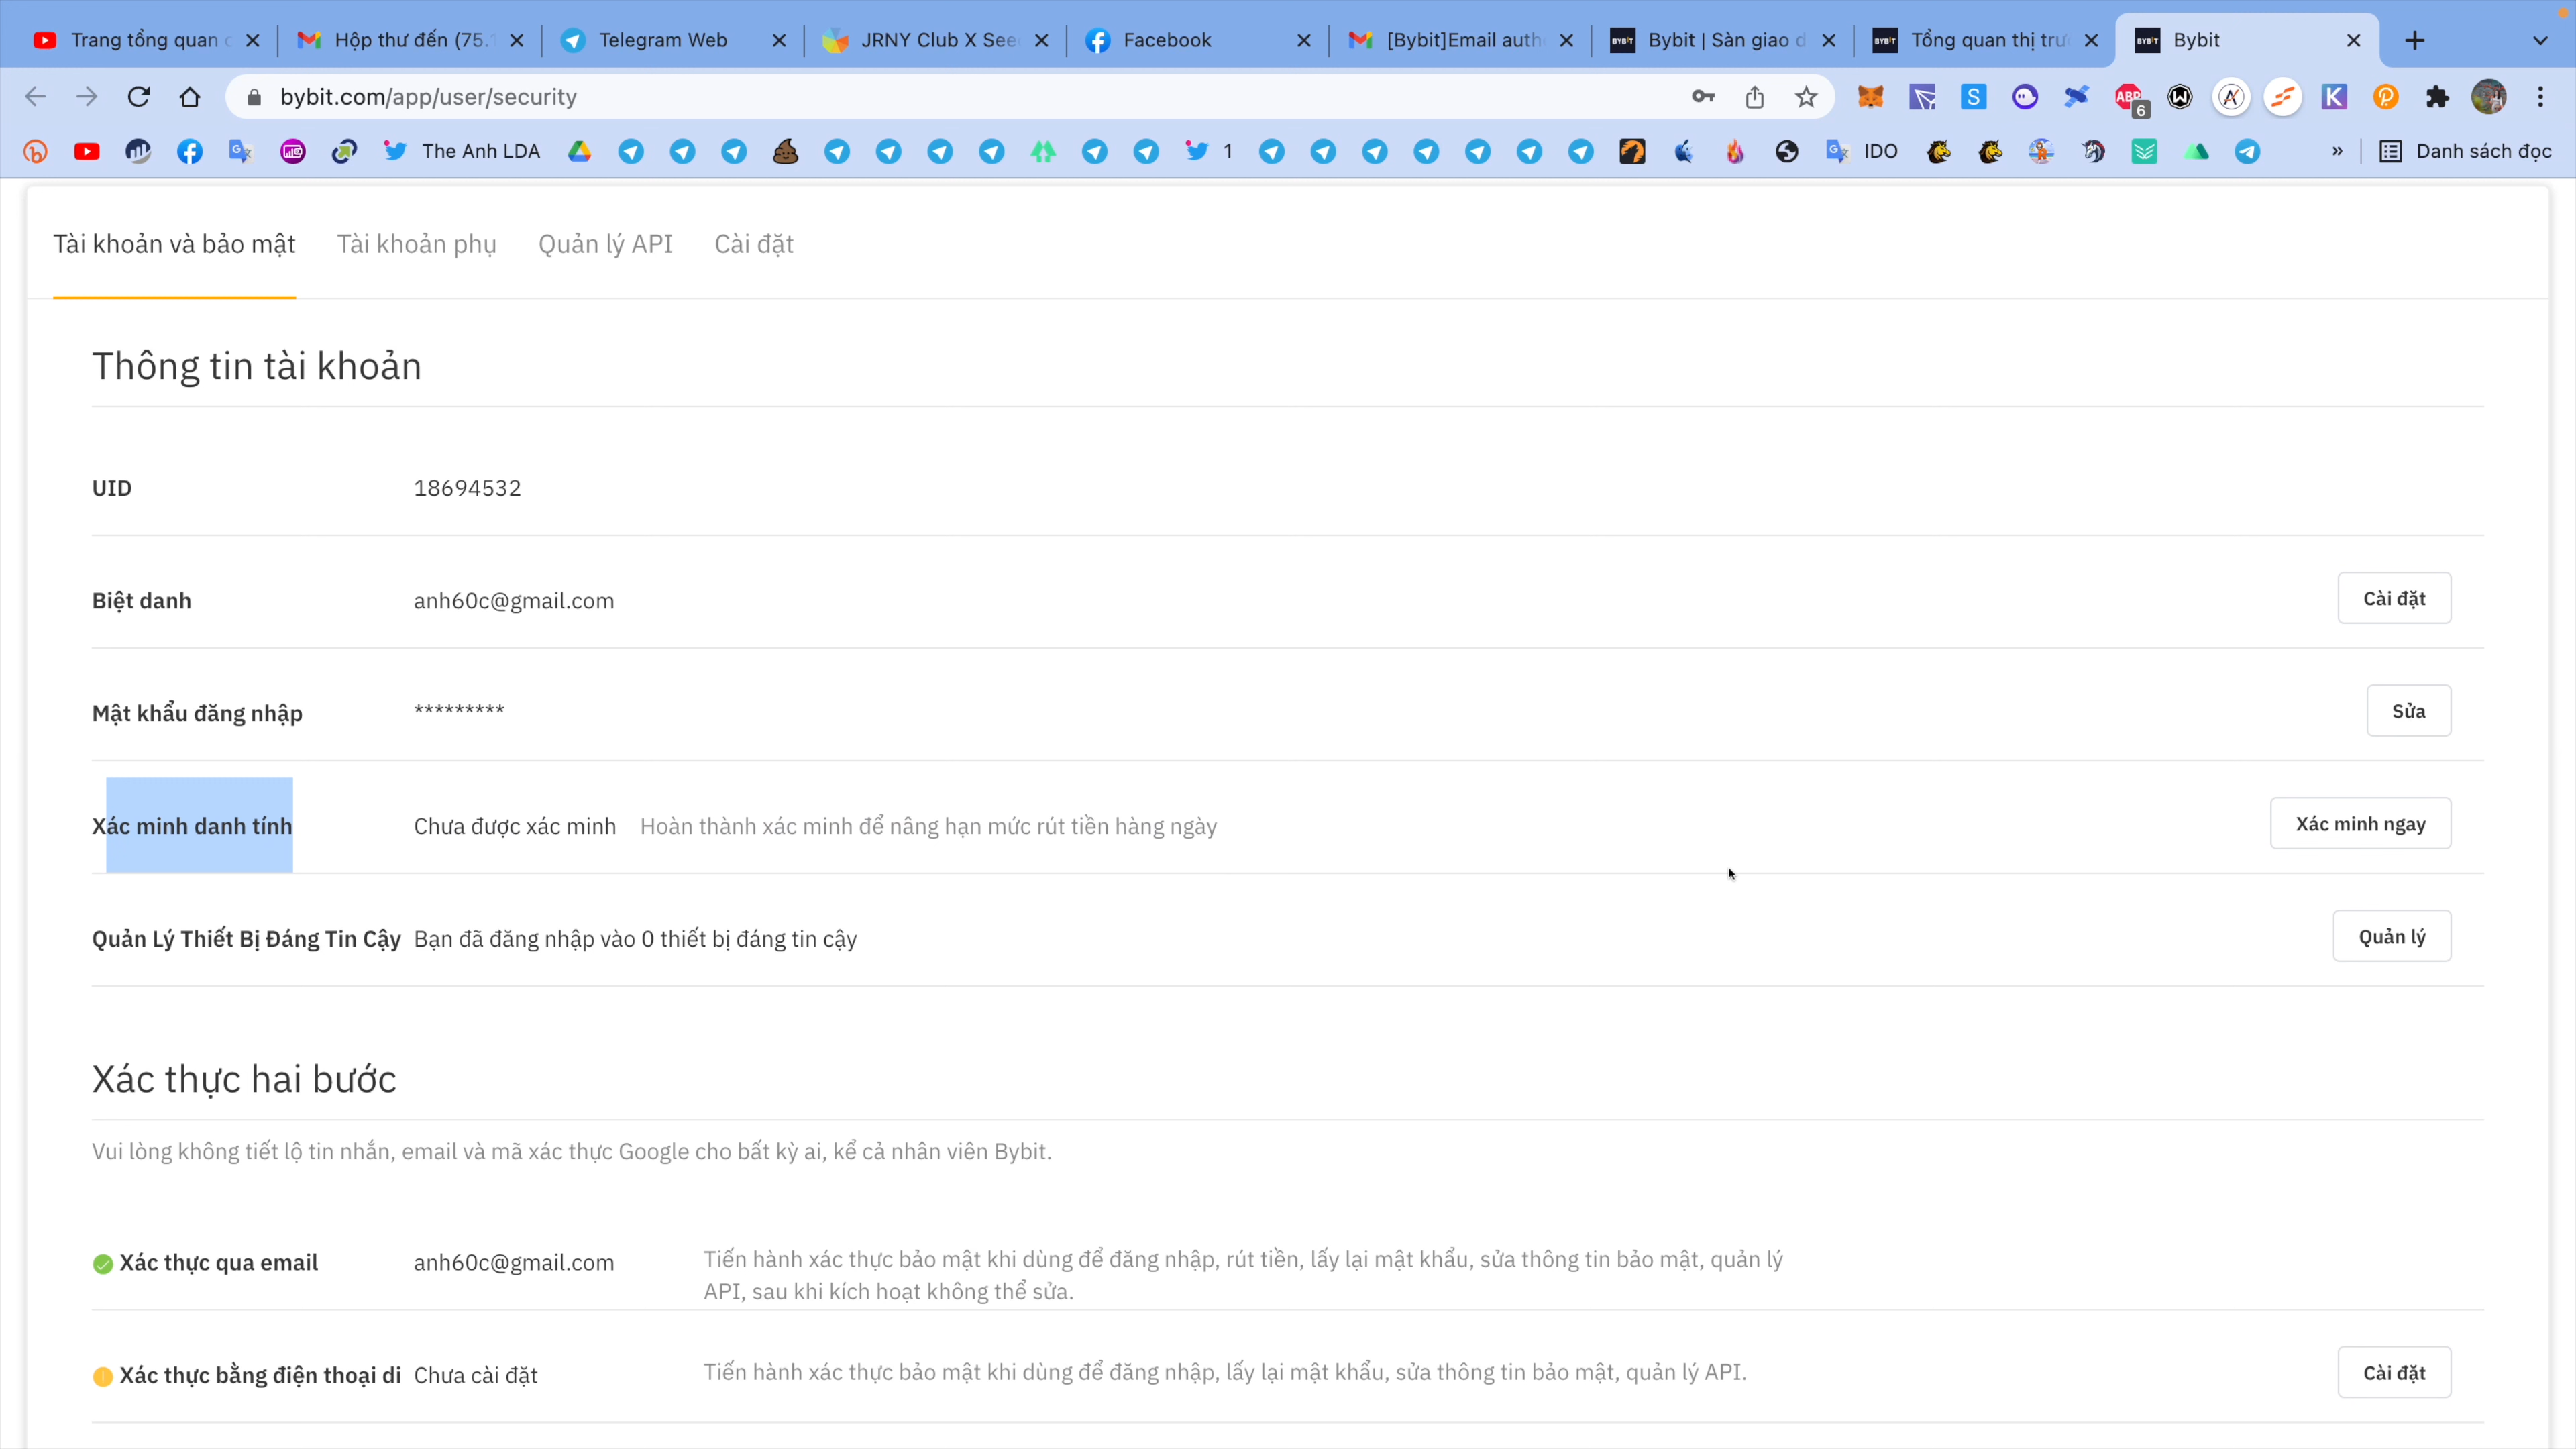 Trang tổng quan
Hộp thư đến (75.
Telegram Web
JRNY Club X See
Facebook
[Bybit]Email auth
Bybit | Sàn giao d
Tổng quan thị trư
Bybit
bybit.com/app/user/security
ABP
6
The Anh LDA
1
IDO
»
Danh sách đọc
Tài khoản và bảo mật
Tài khoản phụ
Quản lý API
Cài đặt
Thông tin tài khoản
UID
18694532
Biệt danh
anh60c@gmail.com
Cài đặt
Mật khẩu đăng nhập
*********
Sửa
Xác minh danh tính
Chưa được xác minh
Hoàn thành xác minh để nâng hạn mức rút tiền hàng ngày
Xác minh ngay
Quản Lý Thiết Bị Đáng Tin Cậy
Bạn đã đăng nhập vào 0 thiết bị đáng tin cậy
Quản lý
Xác thực hai bước
Vui lòng không tiết lộ tin nhắn, email và mã xác thực Google cho bất kỳ ai, kể cả nhân viên Bybit.
Xác thực qua email
anh60c@gmail.com
Tiến hành xác thực bảo mật khi dùng để đăng nhập, rút tiền, lấy lại mật khẩu, sửa thông tin bảo mật, quản lý
API, sau khi kích hoạt không thể sửa.
Xác thực bằng điện thoại di
Chưa cài đặt
Tiến hành xác thực bảo mật khi dùng để đăng nhập, lấy lại mật khẩu, sửa thông tin bảo mật, quản lý API.
Cài đặt